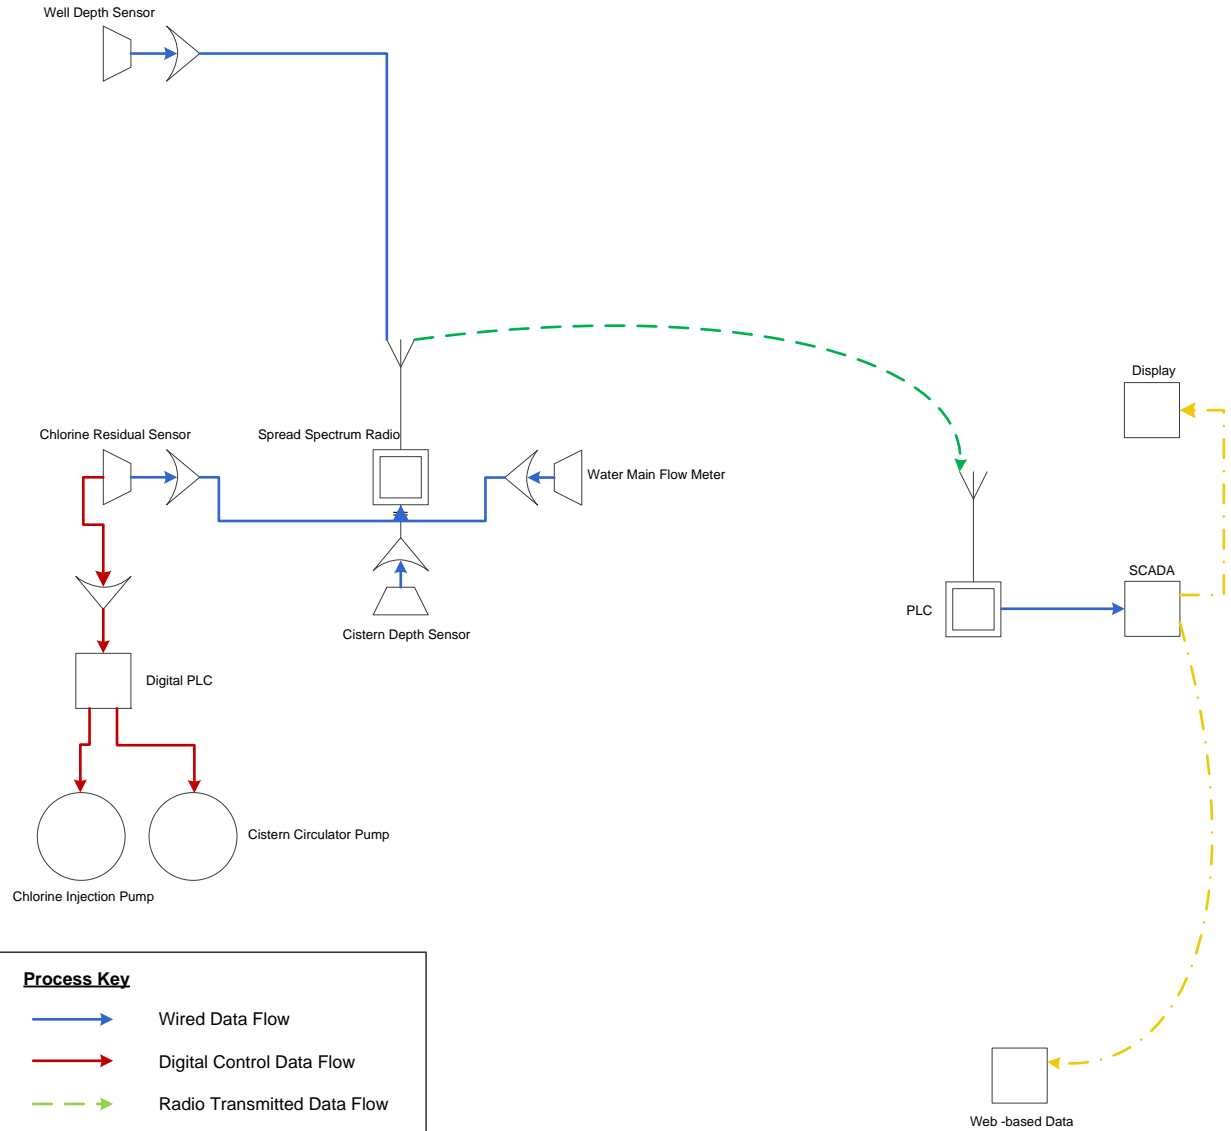 Well Depth Sensor
Display
Chlorine Residual Sensor
Spread Spectrum Radio
Water Main Flow Meter
SCADA
PLC
Cistern Depth Sensor
Digital PLC
Cistern Circulator Pump
Chlorine Injection Pump
Process Key
Wired Data Flow
Digital Control Data Flow
Radio Transmitted Data Flow
Web -based Data